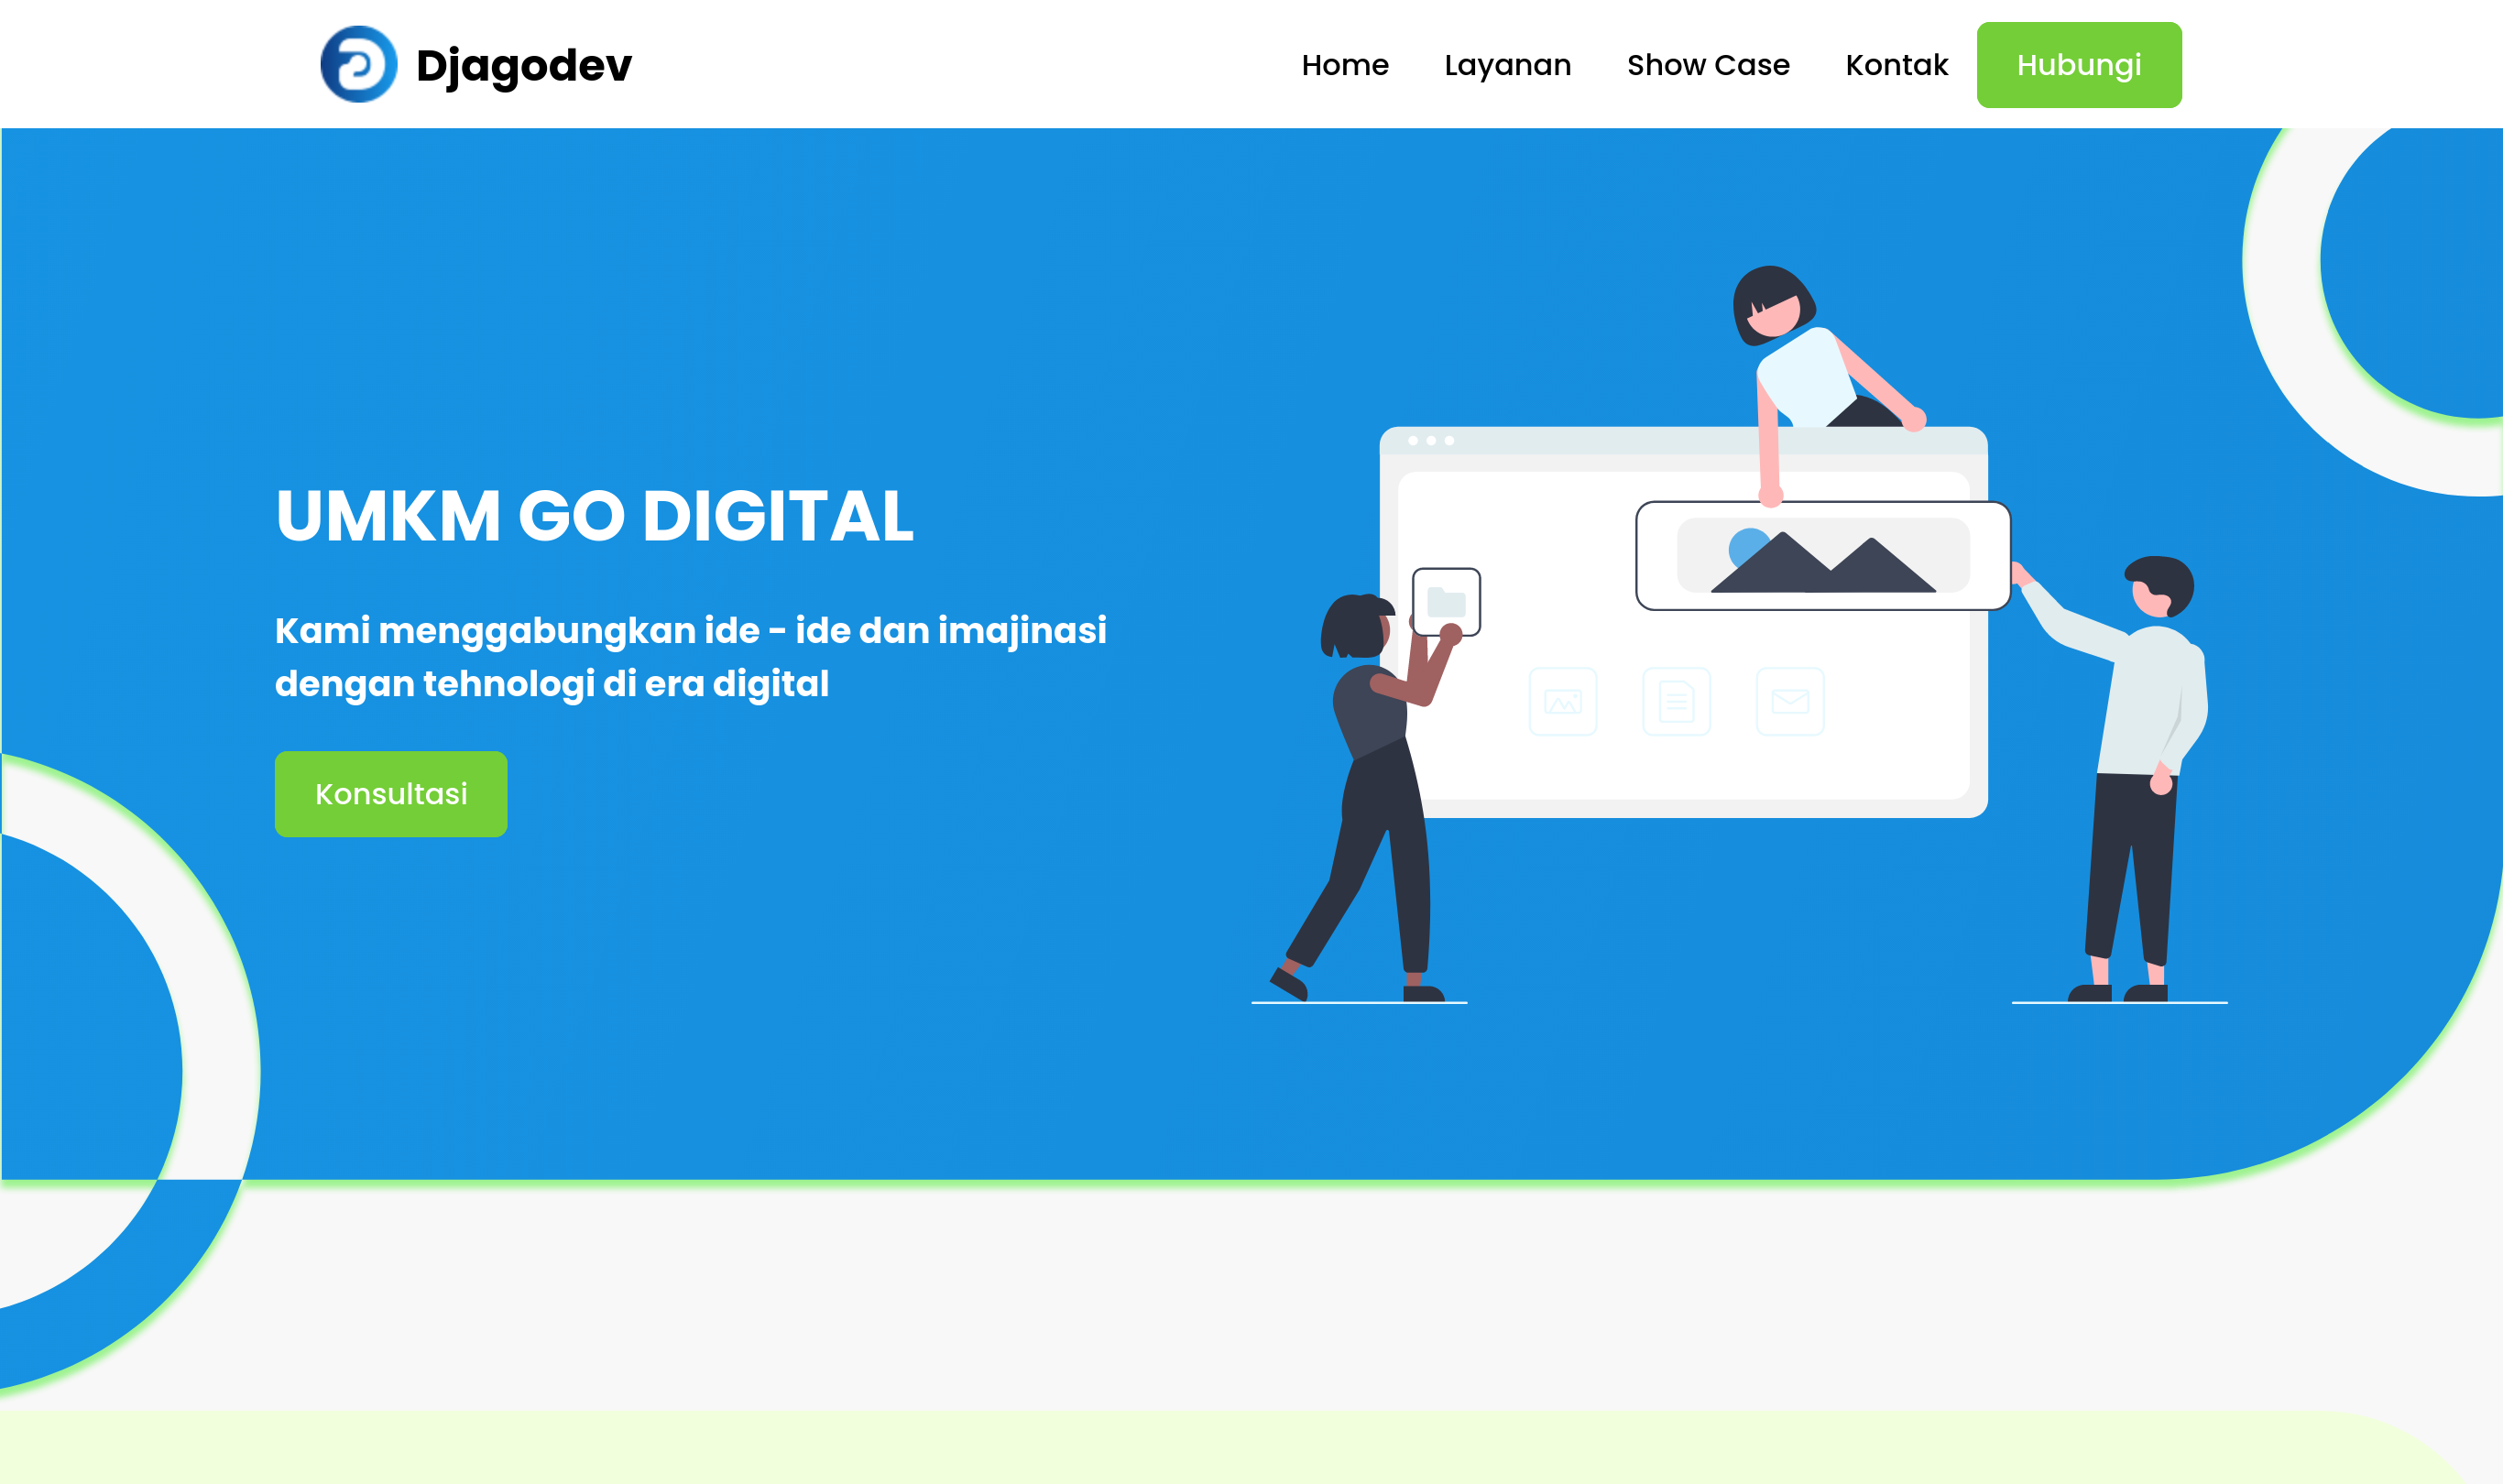 Djagodev
Home Layanan Show Case Kontak Hubungi
UMKM GO DIGITAL
Kami menggabungkan ide - ide dan imajinasi
dengan tehnologi di era digital
Konsultasi